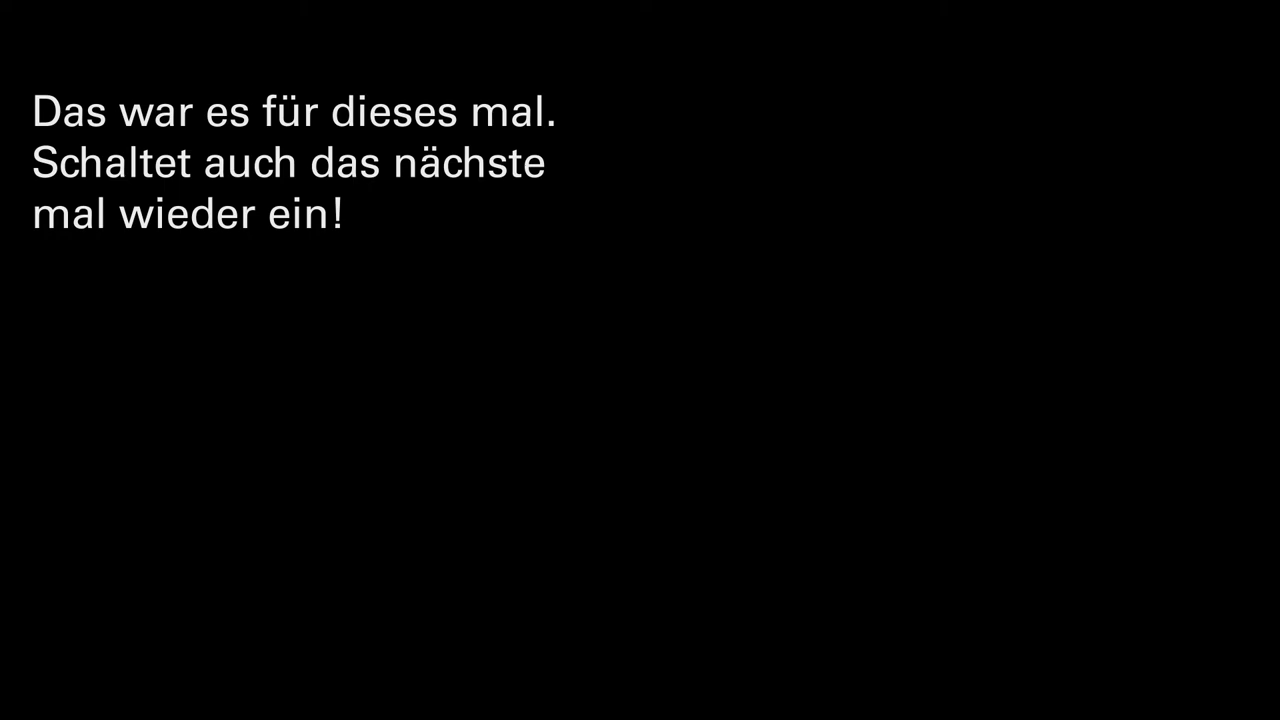 Das war es für dieses mal.
Schaltet auch das nächste
mal wieder ein!